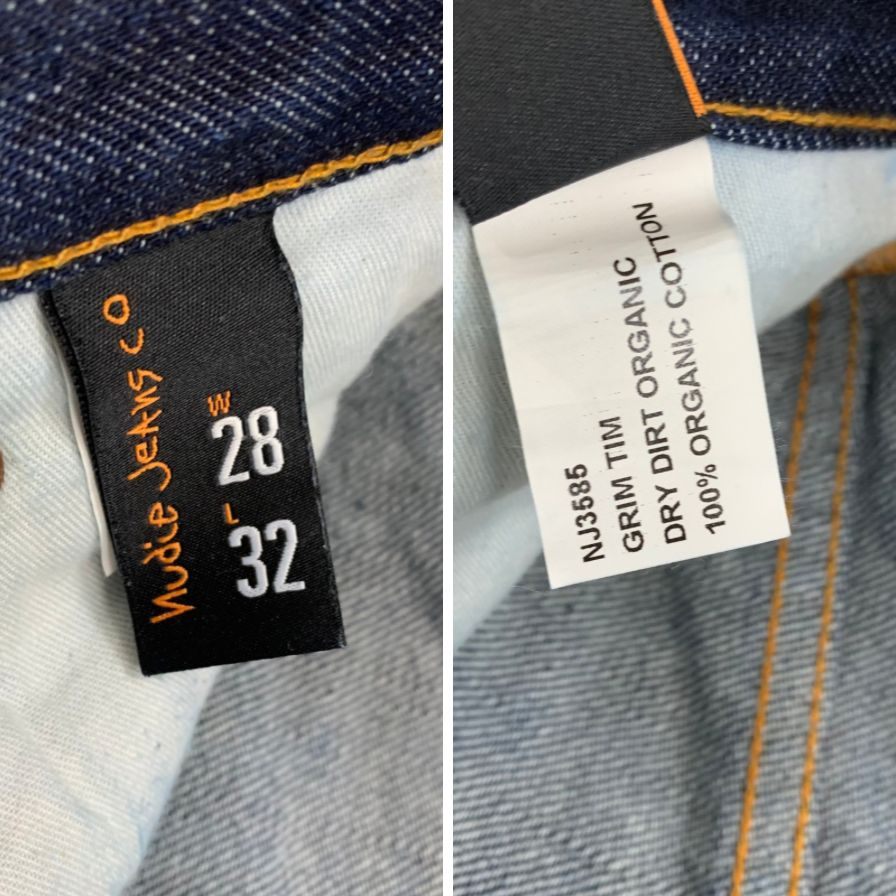 Nudie Jeans co
W
28
L
32
NJ3585
GRIM TIM
DRY DIRT ORGANIC
100% ORGANIC COTTON